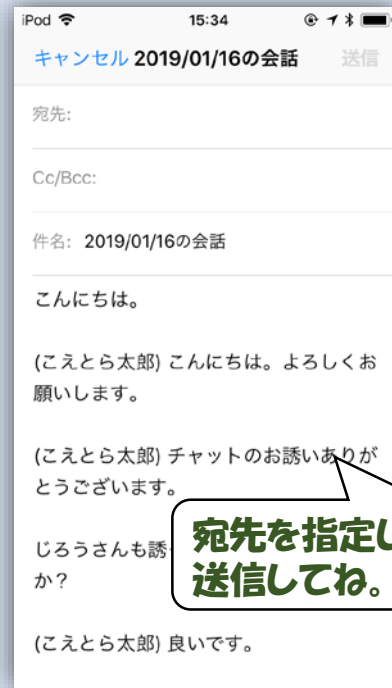 iPod 15:34
キャンセル 2019/01/16の会話 送信
宛先:
Cc/Bcc:
件名: 2019/01/16の会話
こんにちは。
(こえとら太郎) こんにちは。よろしくお
願いします。
(こえとら太郎) チャットのお誘いありが
とうございます。
じろうさんも誘
か？
宛先を指定し
送信してね。
(こえとら太郎) 良いです。